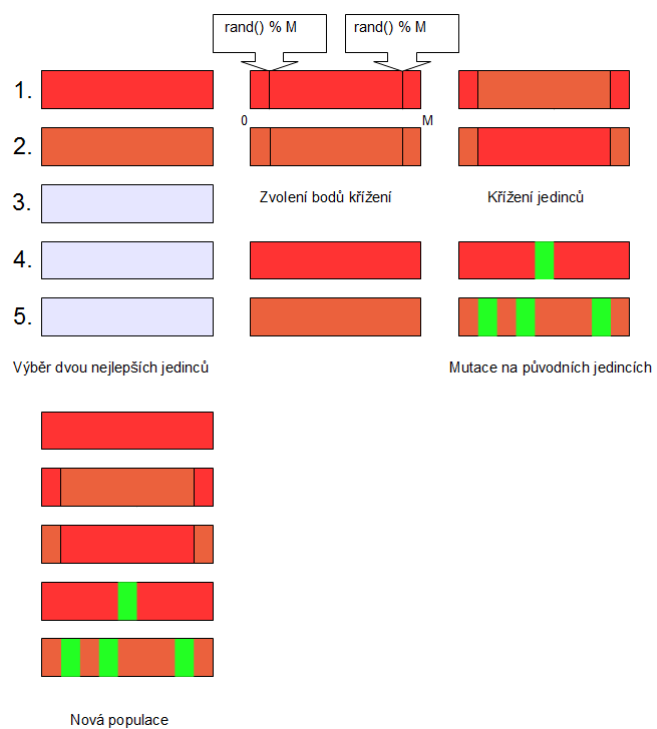 rand() % M
rand() % M
1.
0
M
2.
3.
Zvolení bodů křížení
Křížení jedinců
4.
5.
Výběr dvou nejlepších jedinců
Mutace na původních jedincích
Nová populace